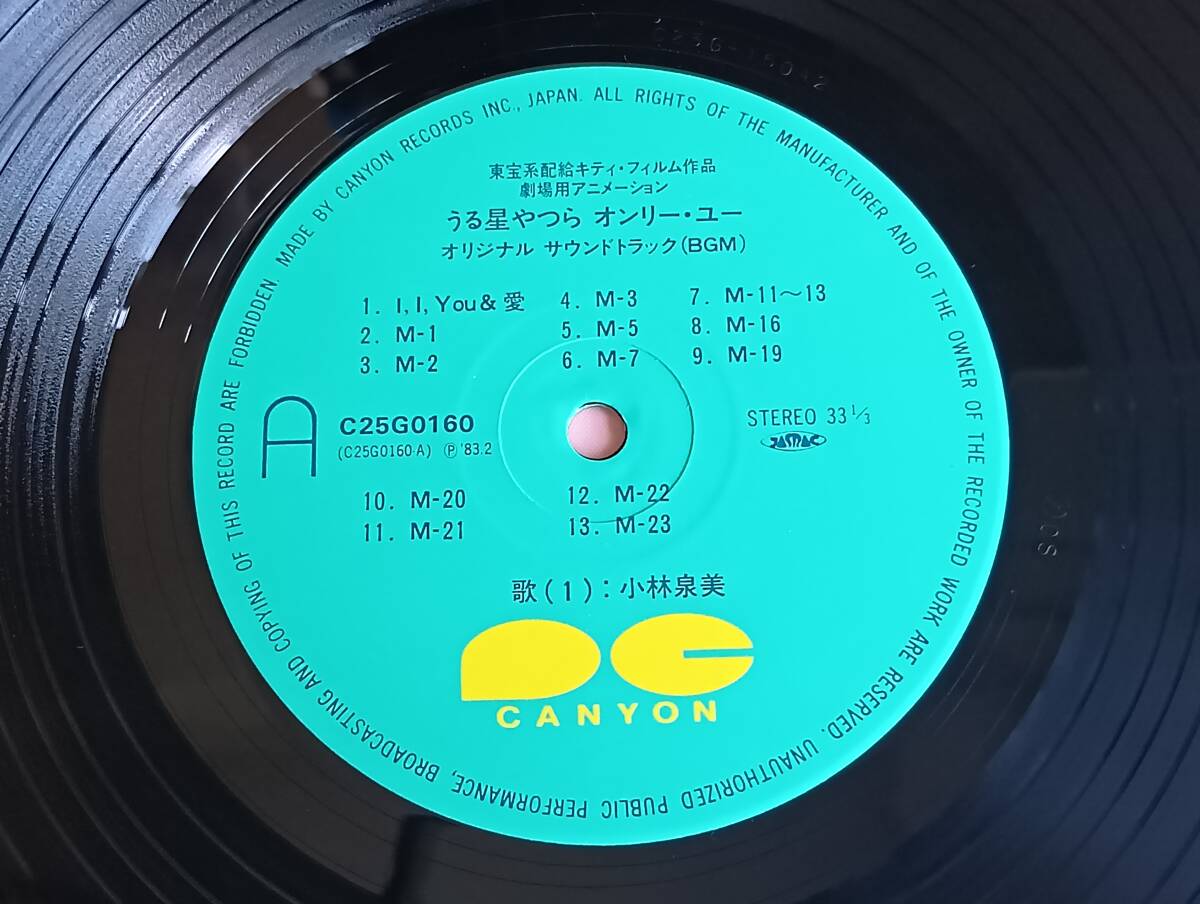 MADE BY CANYON RECORDS INC., JAPAN. ALL RIGHTS OF THE MANUFACTURER AND OF THE OWNER OF THE RECORDED WORK ARE RESERVED. UNAUTHORIZED PUBLIC PERFORMANCE, BROADCASTING AND COPYING OF THIS RECORD ARE FORBIDDEN
東宝系配給キティ・フィルム作品
劇場用アニメーション
うる星やつら オンリー・ユー
オリジナル サウンドトラック(BGM)
1. I, I, You & 愛
2. M-1
3. M-2
4. M-3
5. M-5
6. M-7
7. M-11〜13
8. M-16
9. M-19
A
C25G0160
(C25G0160-A) Ⓟ '83.2
STEREO 33 1/3
JASRAC
10. M-20
11. M-21
12. M-22
13. M-23
歌(1): 小林泉美
CANYON